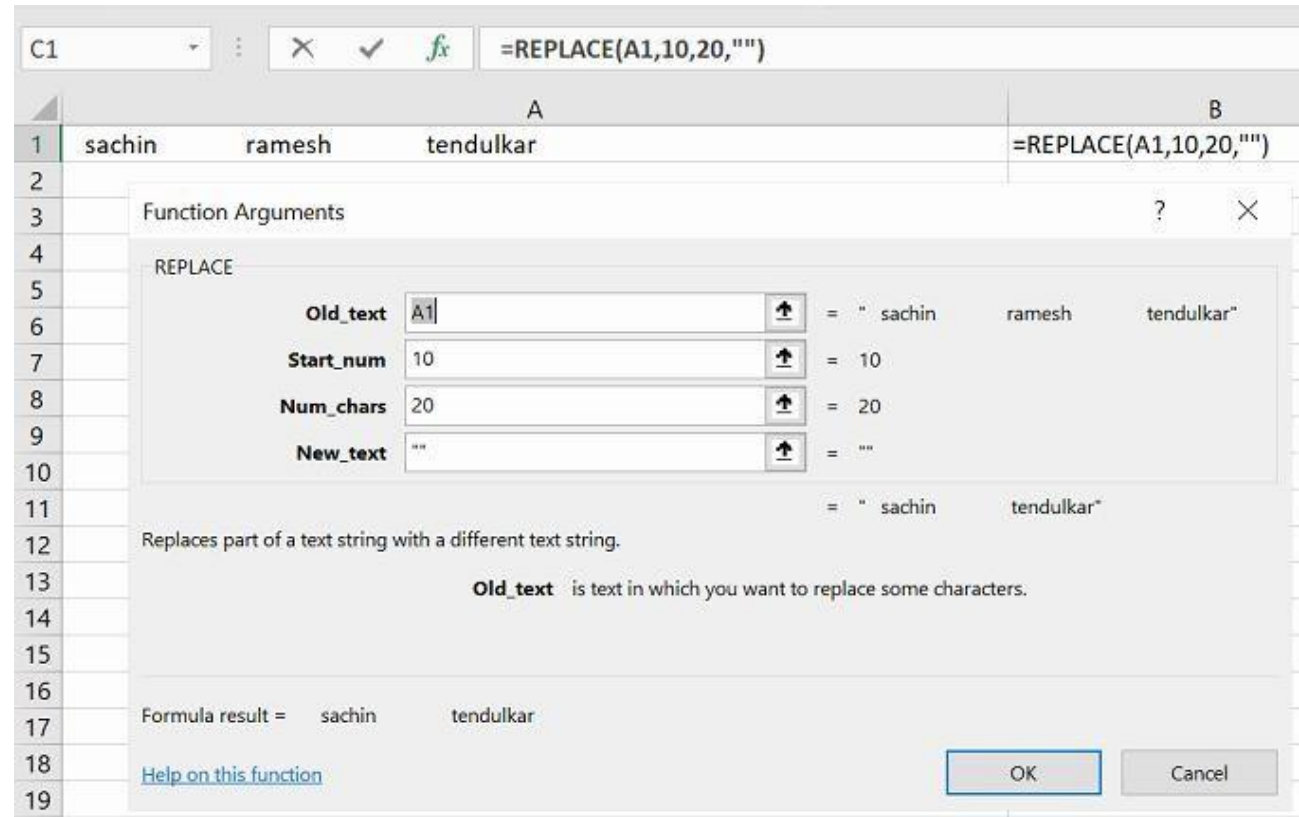 C1 fx =REPLACE(A1,10,20,"")
A B
1 sachin ramesh tendulkar =REPLACE(A1,10,20,"")
2
3 Function Arguments ? ×
4
5 REPLACE
6 Old_text A1 = " sachin ramesh tendulkar"
7 Start_num 10 = 10
8 Num_chars 20 = 20
9 New_text "" = ""
10
11 = " sachin tendulkar"
12 Replaces part of a text string with a different text string.
13 Old_text is text in which you want to replace some characters.
14
15
16
17 Formula result = sachin tendulkar
18 Help on this function OK Cancel
19